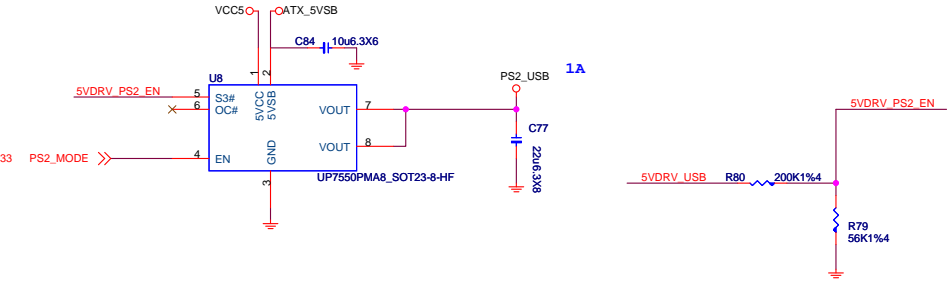 VCC5
ATX_5VSB
C84 10u6.3X6
PS2_USB
1A
U8
1
2
5VDRV_PS2_EN
5
S3#
6
OC#
5VCC
5VSB
VOUT
7
VOUT
8
33 PS2_MODE
4
EN
GND
3
UP7550PMA8_SOT23-8-HF
C77
22u6.3X8
5VDRV_PS2_EN
5VDRV_USB
R80
200K1%4
R79
56K1%4